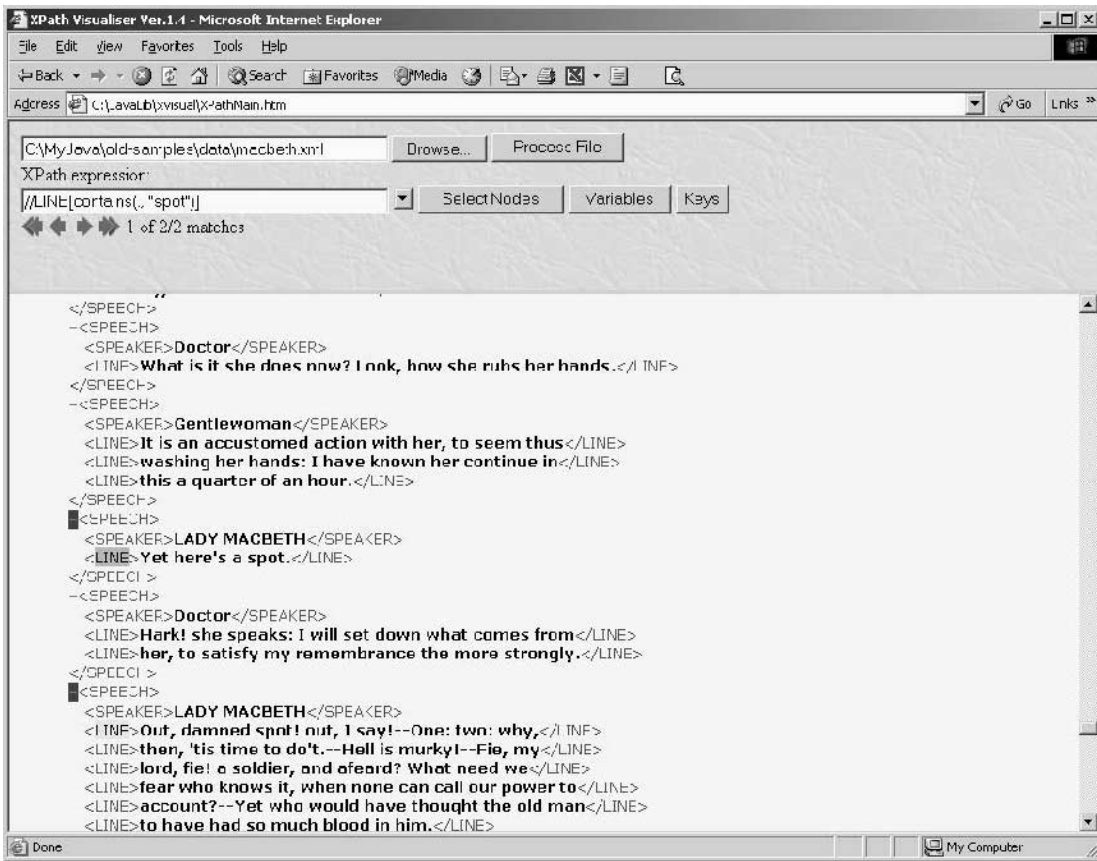 XPath Visualiser Ver.1.4 - Microsoft Internet Explorer
File Edit View Favorites Tools Help
Back Search Favorites Media
Address C:\JavaLib\xvisual\XPathMain.htm Go Links »
C:\MyJava\old-samples\data\macbeth.xml Browse... Process File
XPath expression:
//LINE[contains(., "spot")] Select Nodes Variables Keys
1 of 2/2 matches
</SPEECH>
-<SPEECH>
<SPEAKER>Doctor</SPEAKER>
<LINE>What is it she does now? Look, how she rubs her hands.</LINE>
</SPEECH>
-<SPEECH>
<SPEAKER>Gentlewoman</SPEAKER>
<LINE>It is an accustomed action with her, to seem thus</LINE>
<LINE>washing her hands: I have known her continue in</LINE>
<LINE>this a quarter of an hour.</LINE>
</SPEECH>
-<SPEECH>
<SPEAKER>LADY MACBETH</SPEAKER>
<LINE>Yet here's a spot.</LINE>
</SPEECH>
-<SPEECH>
<SPEAKER>Doctor</SPEAKER>
<LINE>Hark! she speaks: I will set down what comes from</LINE>
<LINE>her, to satisfy my remembrance the more strongly.</LINE>
</SPEECH>
-<SPEECH>
<SPEAKER>LADY MACBETH</SPEAKER>
<LINE>Out, damned spot! out, I say!--One: two: why,</LINE>
<LINE>then, 'tis time to do't.--Hell is murky!--Fie, my</LINE>
<LINE>lord, fie! a soldier, and afeard? What need we</LINE>
<LINE>fear who knows it, when none can call our power to</LINE>
<LINE>account?--Yet who would have thought the old man</LINE>
<LINE>to have had so much blood in him.</LINE>
Done My Computer